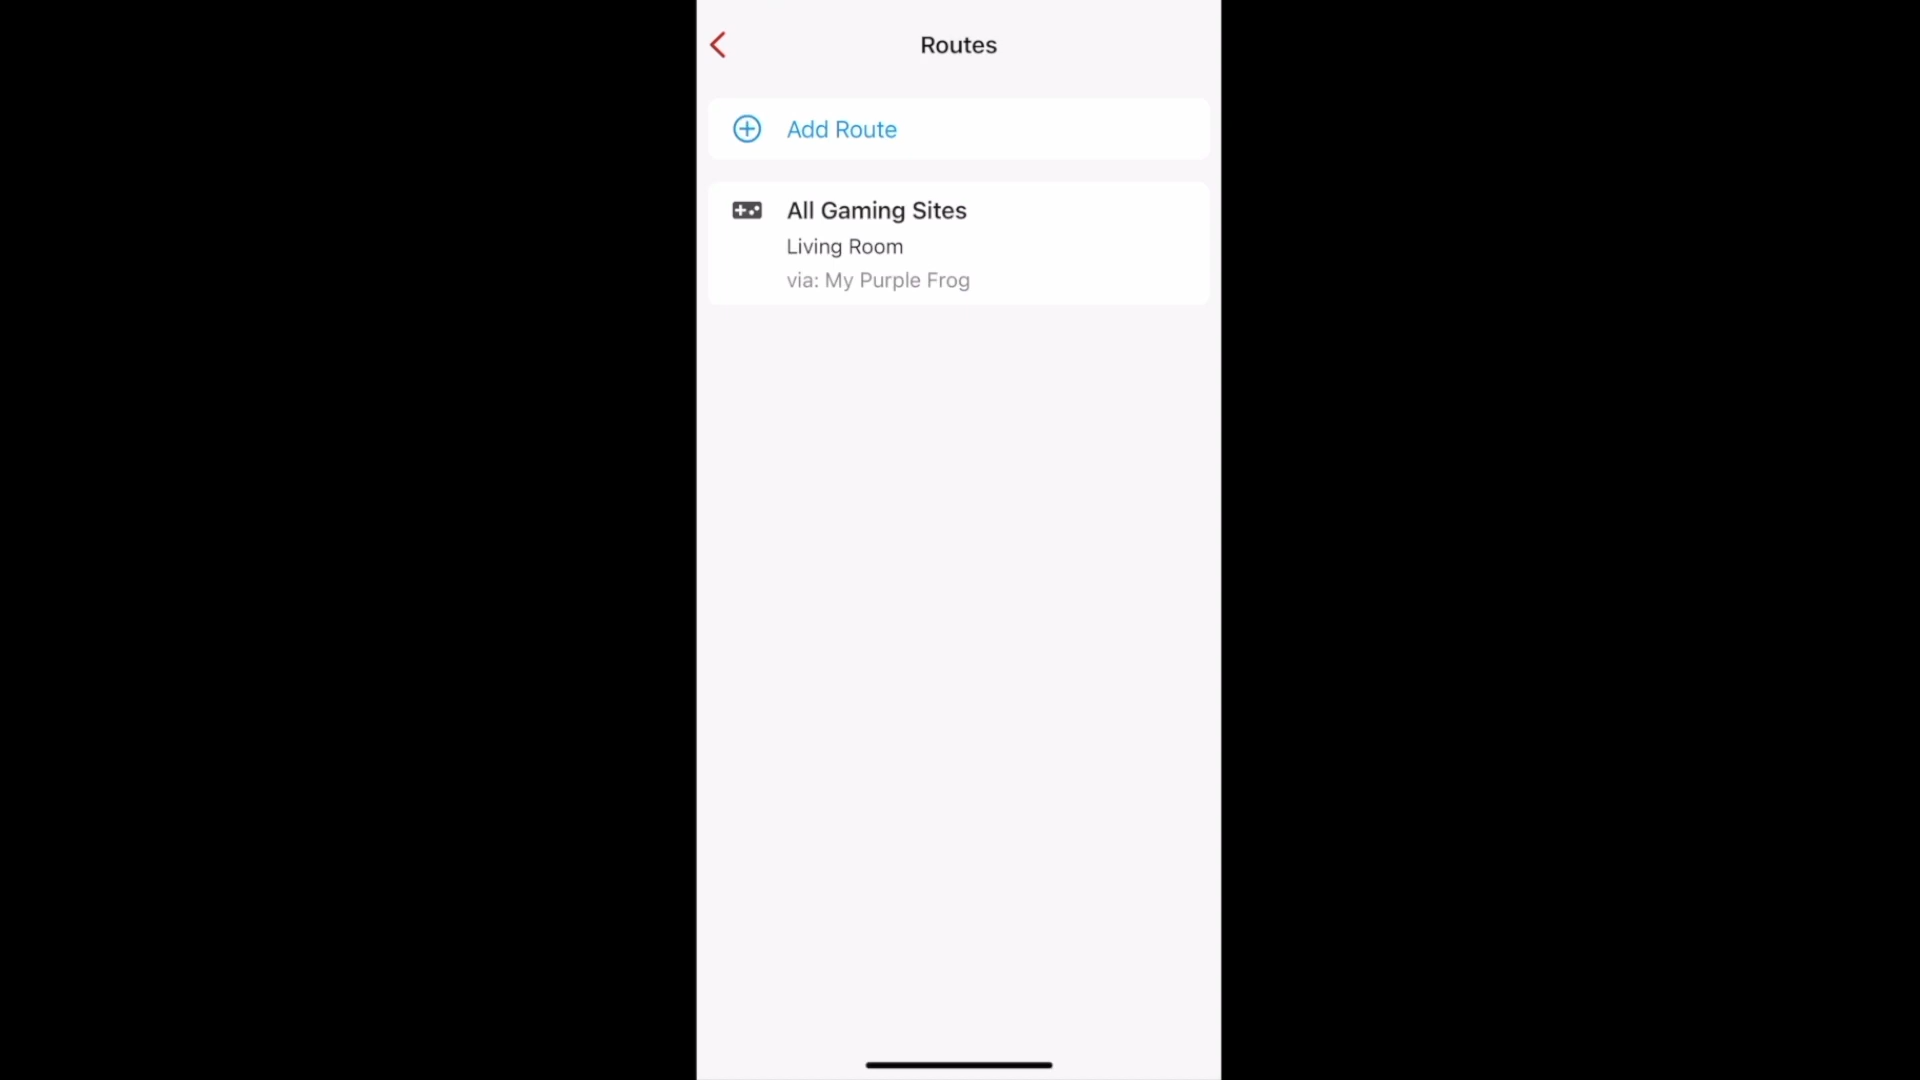 Routes
Add Route
All Gaming Sites
Living Room
via: My Purple Frog